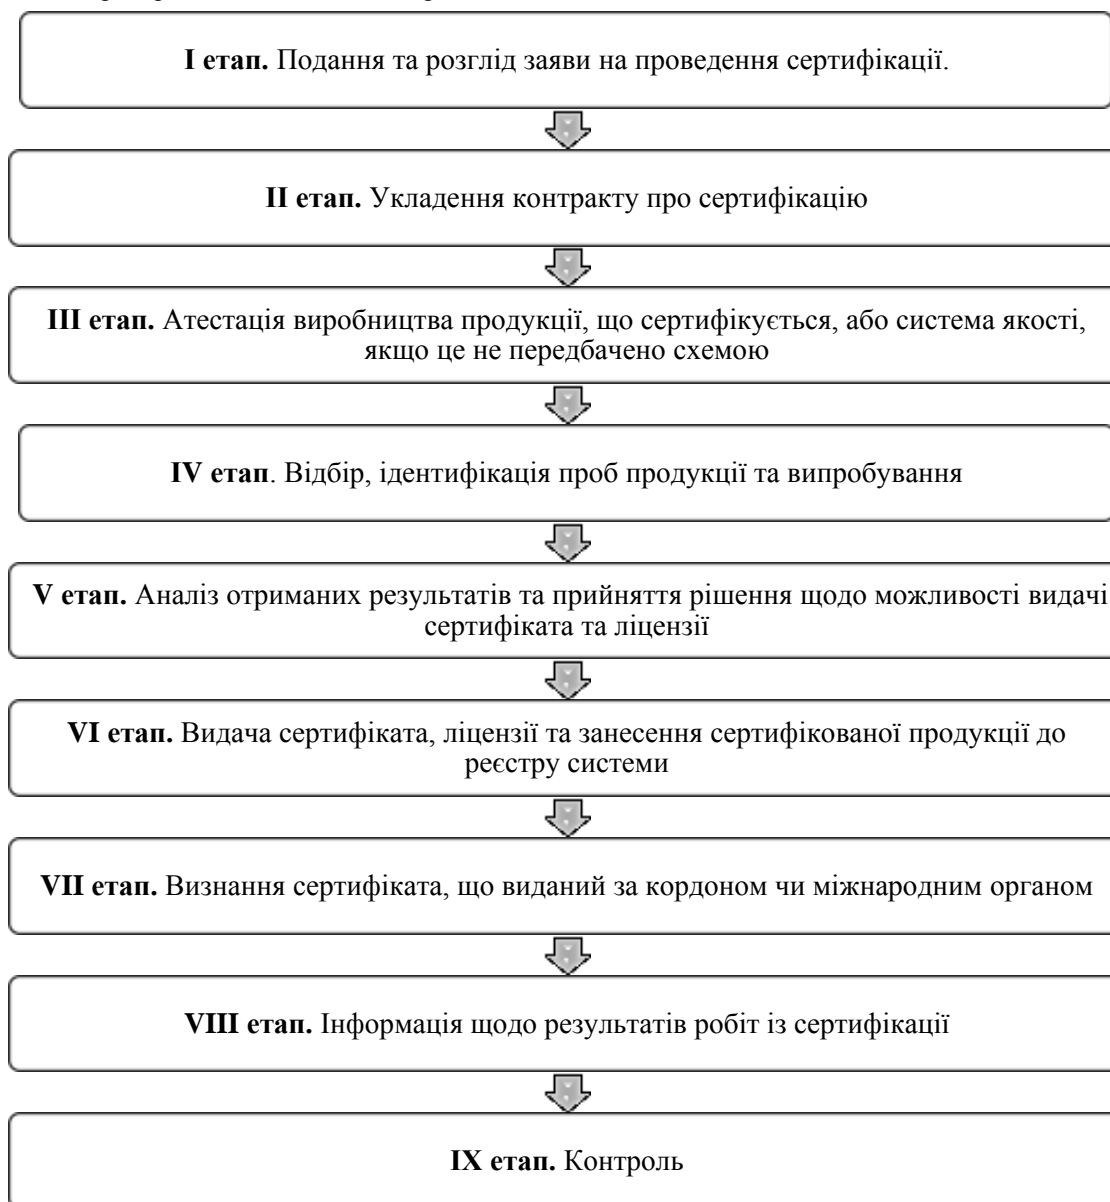 I етап. Подання та розгляд заяви на проведення сертифікації.
II етап. Укладення контракту про сертифікацію
III етап. Атестація виробництва продукції, що сертифікується, або система якості,
якщо це не передбачено схемою
IV етап. Відбір, ідентифікація проб продукції та випробування
V етап. Аналіз отриманих результатів та прийняття рішення щодо можливості видачі
сертифіката та ліцензії
VI етап. Видача сертифіката, ліцензії та занесення сертифікованої продукції до
реєстру системи
VII етап. Визнання сертифіката, що виданий за кордоном чи міжнародним органом
VIII етап. Інформація щодо результатів робіт із сертифікації
IX етап. Контроль